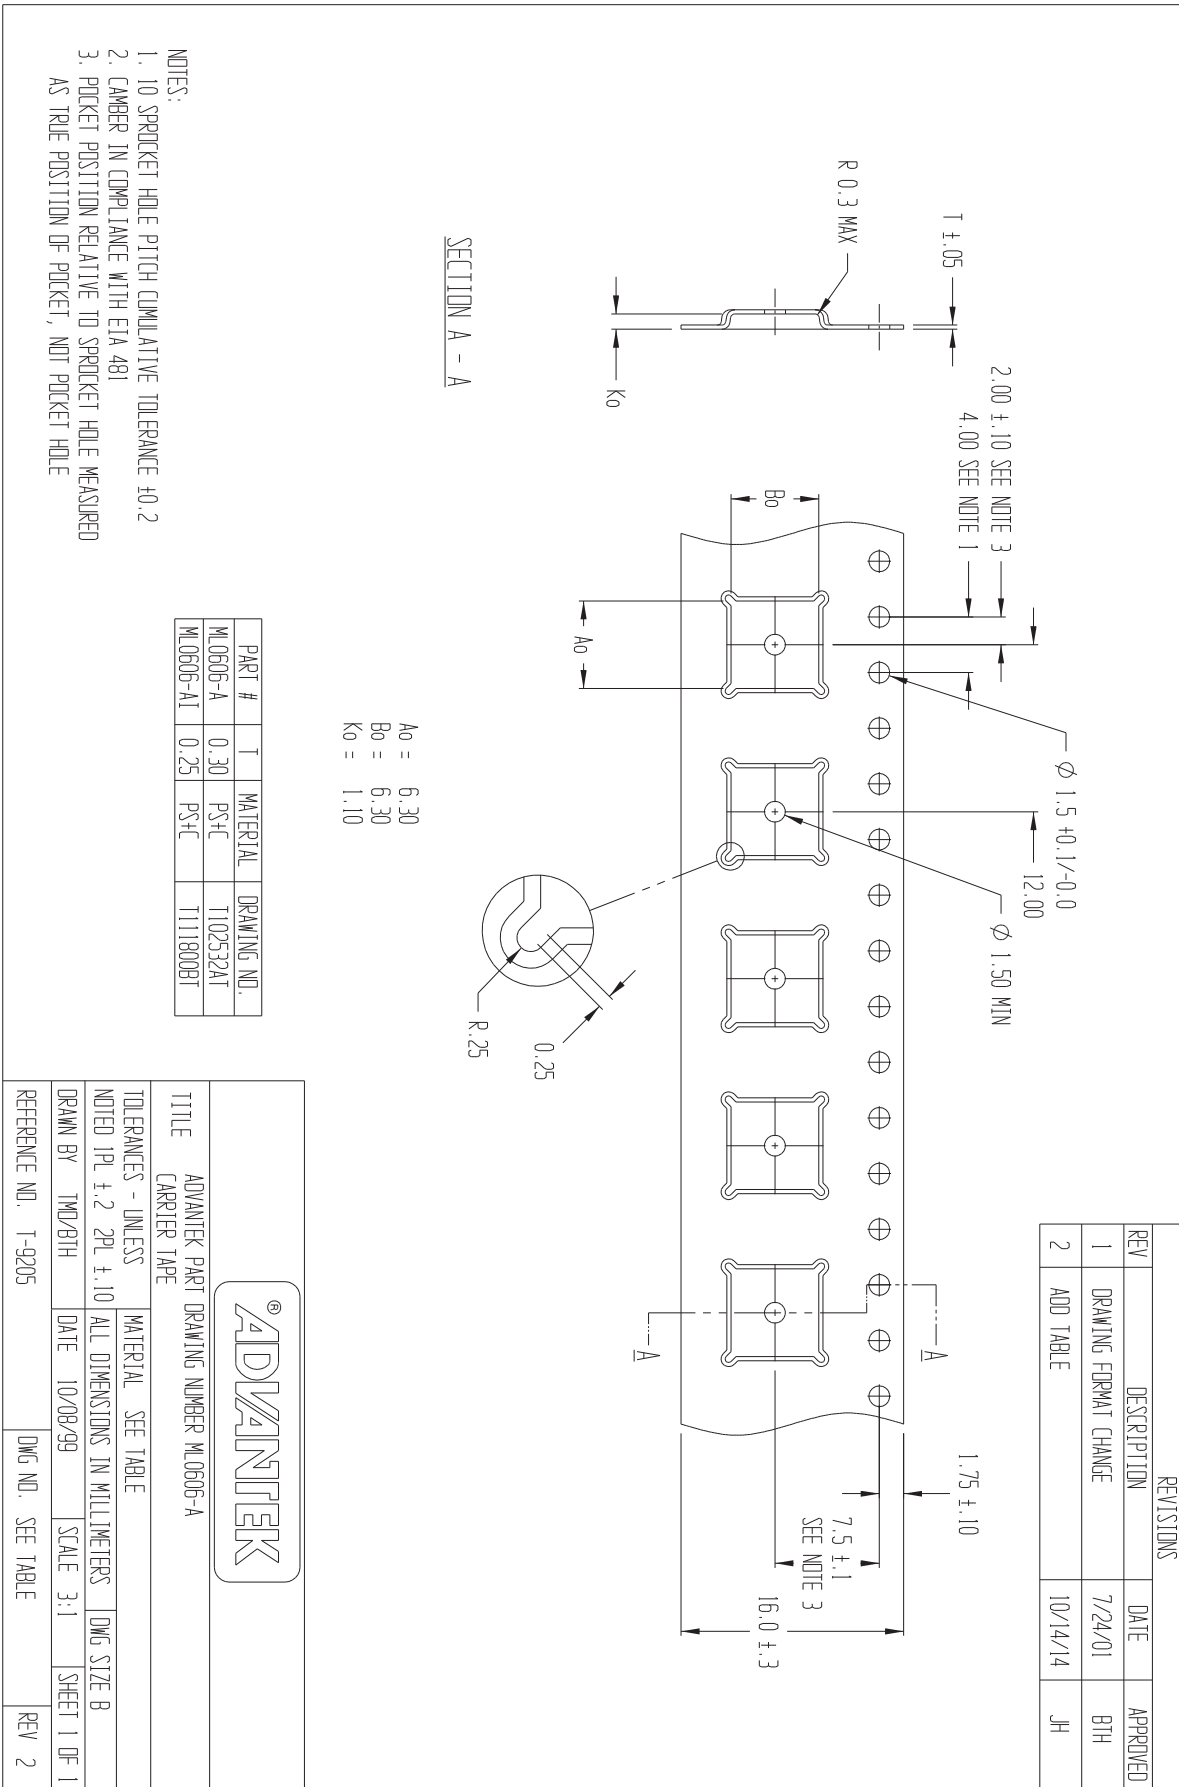 REVISIONS
REV DESCRIPTION DATE APPROVED
1 DRAWING FORMAT CHANGE 7/24/01 BTH
2 ADD TABLE 10/14/14 JH
2.00 ±.10 SEE NOTE 3
4.00 SEE NOTE 1
Ø 1.5 +0.1/-0.0
12.00
Ø 1.50 MIN
1.75 ±.10
7.5 ±.1
SEE NOTE 3
16.0 ±.3
T ±.05
R 0.3 MAX
Ko
SECTION A - A
Bo
Ao
A
A
0.25
R.25
Ao = 6.30
Bo = 6.30
Ko = 1.10
PART # T MATERIAL DRAWING NO.
ML0606-A 0.30 PS+C T102532AT
ML0606-AI 0.25 PS+C T111800BT
NOTES:
1. 10 SPROCKET HOLE PITCH CUMULATIVE TOLERANCE ±0.2
2. CAMBER IN COMPLIANCE WITH EIA 481
3. POCKET POSITION RELATIVE TO SPROCKET HOLE MEASURED
AS TRUE POSITION OF POCKET, NOT POCKET HOLE
ADVANTEK®
TITLE ADVANTEK PART DRAWING NUMBER ML0606-A
CARRIER TAPE
TOLERANCES - UNLESS
NOTED 1PL ±.2 2PL ±.10
MATERIAL SEE TABLE
ALL DIMENSIONS IN MILLIMETERS
DWG SIZE B
DRAWN BY TMD/BTH DATE 10/08/99 SCALE 3:1 SHEET 1 OF 1
REFERENCE NO. T-9205 DWG NO. SEE TABLE REV 2